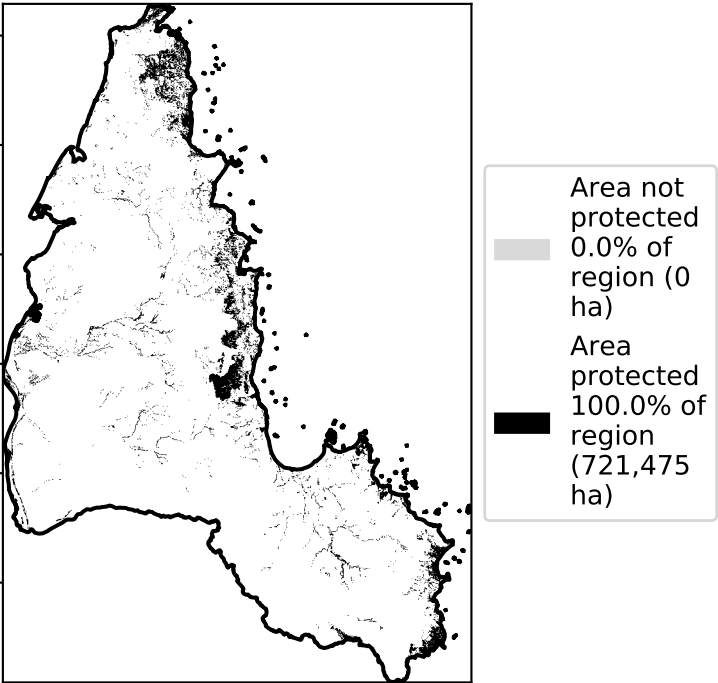 Area not
protected
0.0% of
region (0
ha)
Area
protected
100.0% of
region
(721,475
ha)